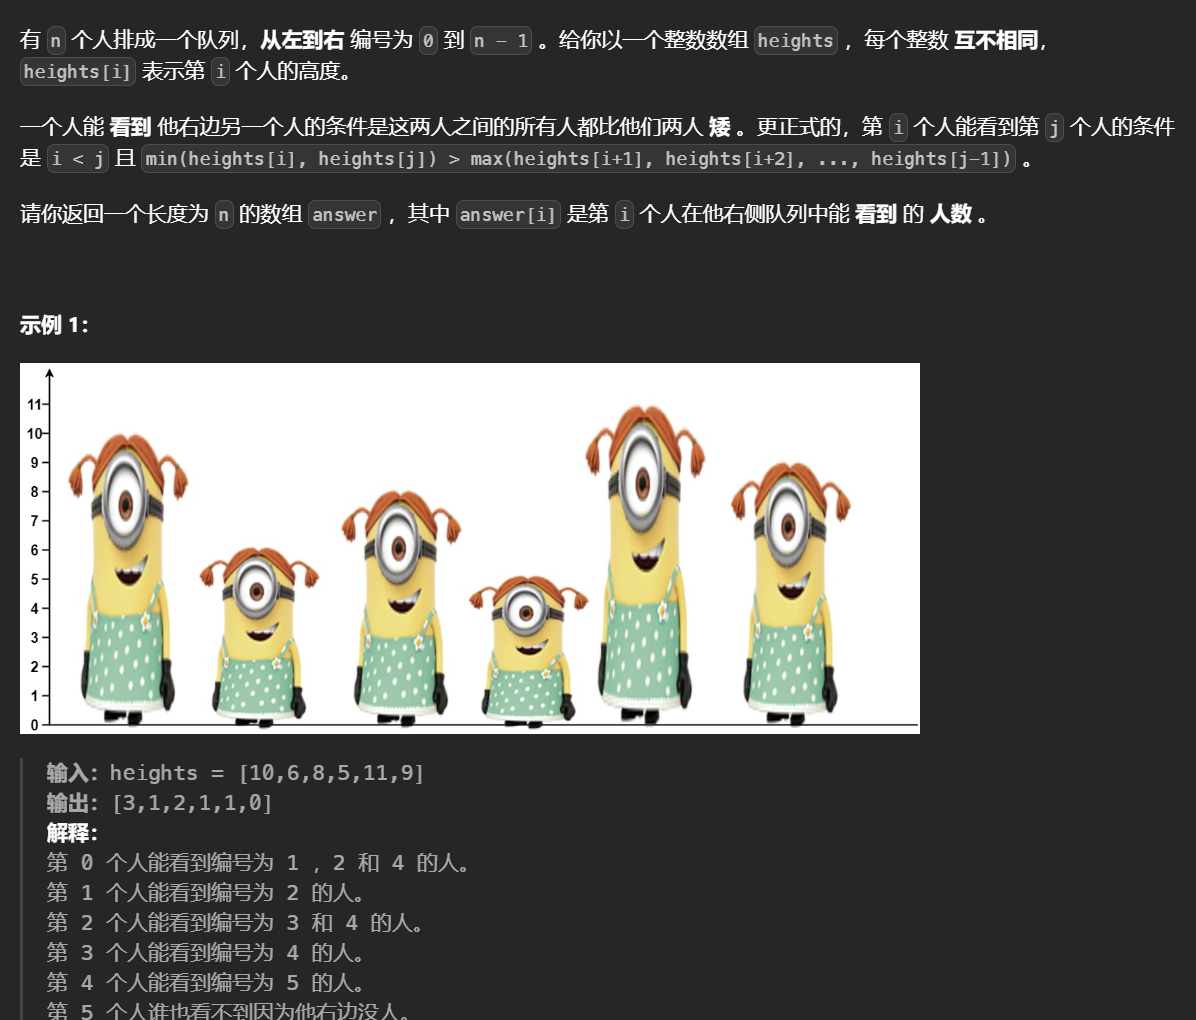 有 n 个人排成一个队列，从左到右 编号为 0 到 n - 1 。给你以一个整数数组 heights ，每个整数 互不相同，
heights[i] 表示第 i 个人的高度。
一个人能 看到 他右边另一个人的条件是这两人之间的所有人都比他们两人 矮 。更正式的，第 i 个人能看到第 j 个人的条件
是 i < j 且 min(heights[i], heights[j]) > max(heights[i+1], heights[i+2], ..., heights[j-1]) 。
请你返回一个长度为 n 的数组 answer ，其中 answer[i] 是第 i 个人在他右侧队列中能 看到 的 人数 。
示例 1：
11
10
9
8
7
6
5
4
3
2
1
0
输入：heights = [10,6,8,5,11,9]
输出：[3,1,2,1,1,0]
解释：
第 0 个人能看到编号为 1 ，2 和 4 的人。
第 1 个人能看到编号为 2 的人。
第 2 个人能看到编号为 3 和 4 的人。
第 3 个人能看到编号为 4 的人。
第 4 个人能看到编号为 5 的人。
第 5 个人谁也看不到因为他右边没人。